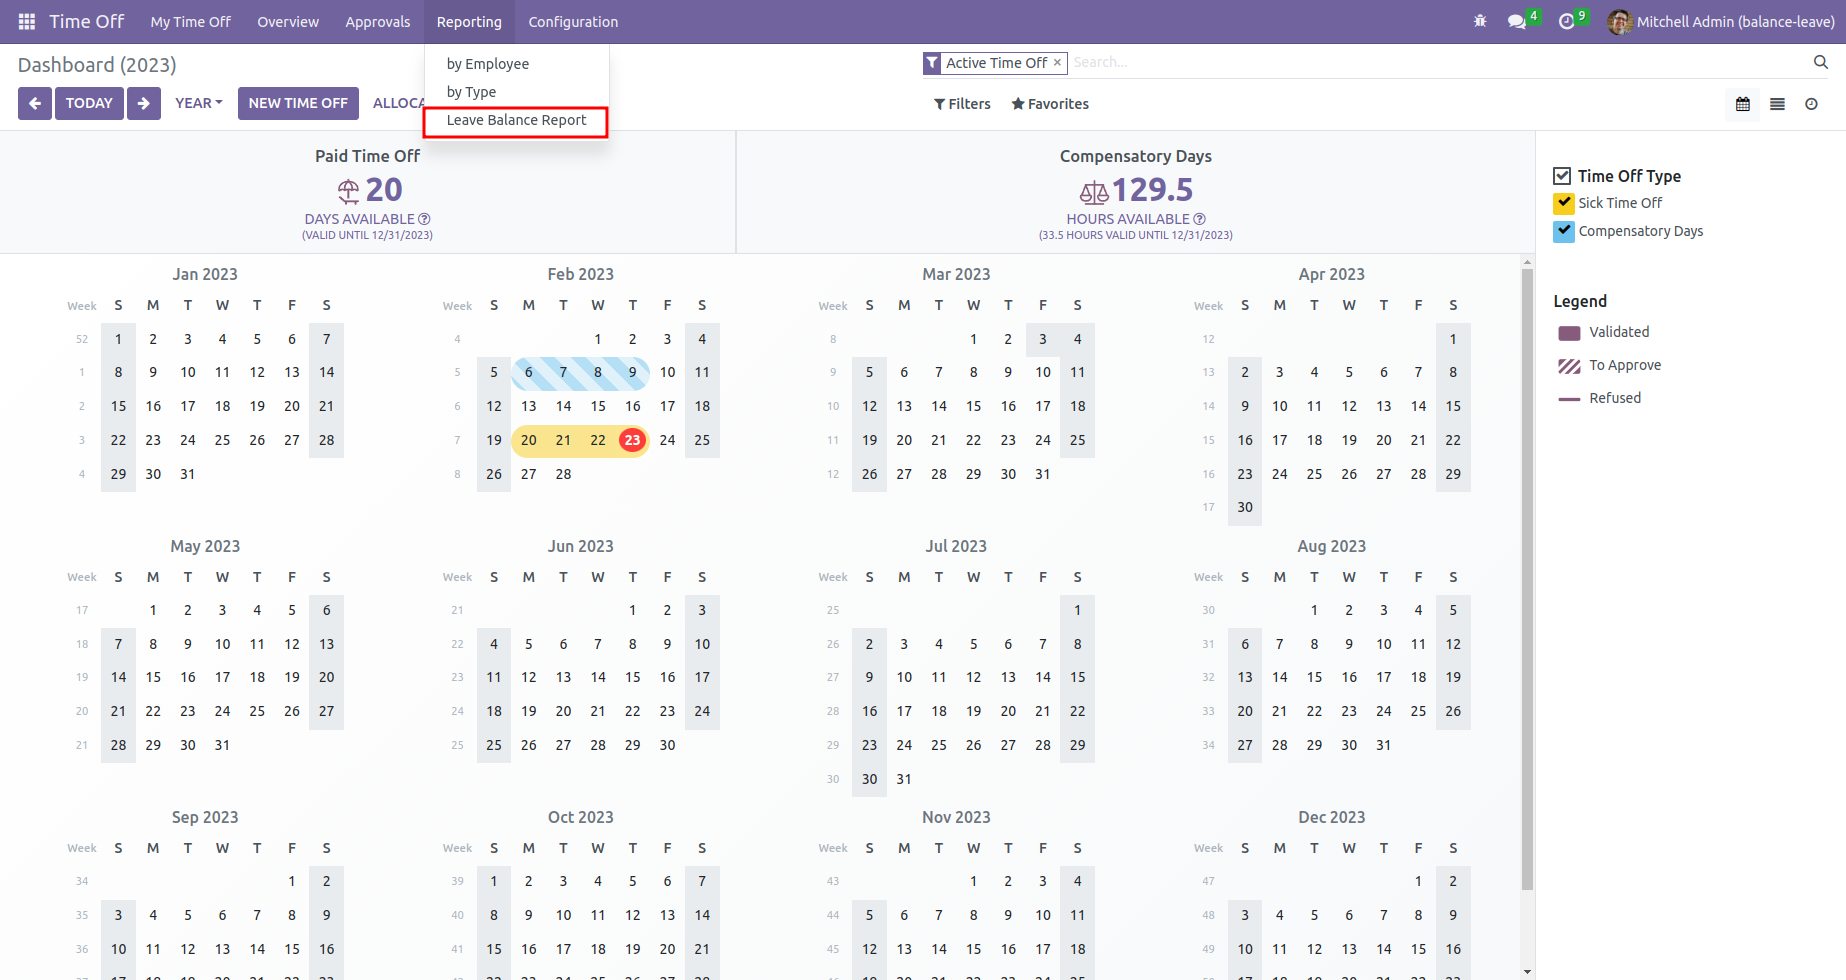 Time Off My Time Off Overview Approvals Reporting Configuration 4 9 Mitchell Admin (balance-leave)
Dashboard (2023) by Employee Active Time Off × Search...
TODAY YEAR NEW TIME OFF ALLOCA by Type Filters Favorites
Leave Balance Report
Paid Time Off Compensatory Days
20 129.5
DAYS AVAILABLE HOURS AVAILABLE
(VALID UNTIL 12/31/2023) (33.5 HOURS VALID UNTIL 12/31/2023)
Time Off Type
Sick Time Off
Compensatory Days
Legend
Validated
To Approve
Refused
Jan 2023 Feb 2023 Mar 2023 Apr 2023
Week S M T W T F S Week S M T W T F S Week S M T W T F S Week S M T W T F S
52 1 2 3 4 5 6 7 4 1 2 3 4 8 1 2 3 4 12 1
1 8 9 10 11 12 13 14 5 5 6 7 8 9 10 11 9 5 6 7 8 9 10 11 13 2 3 4 5 6 7 8
2 15 16 17 18 19 20 21 6 12 13 14 15 16 17 18 10 12 13 14 15 16 17 18 14 9 10 11 12 13 14 15
3 22 23 24 25 26 27 28 7 19 20 21 22 23 24 25 11 19 20 21 22 23 24 25 15 16 17 18 19 20 21 22
4 29 30 31 8 26 27 28 12 26 27 28 29 30 31 16 23 24 25 26 27 28 29
17 30
May 2023 Jun 2023 Jul 2023 Aug 2023
Week S M T W T F S Week S M T W T F S Week S M T W T F S Week S M T W T F S
17 1 2 3 4 5 6 21 1 2 3 25 1 30 1 2 3 4 5
18 7 8 9 10 11 12 13 22 4 5 6 7 8 9 10 26 2 3 4 5 6 7 8 31 6 7 8 9 10 11 12
19 14 15 16 17 18 19 20 23 11 12 13 14 15 16 17 27 9 10 11 12 13 14 15 32 13 14 15 16 17 18 19
20 21 22 23 24 25 26 27 24 18 19 20 21 22 23 24 28 16 17 18 19 20 21 22 33 20 21 22 23 24 25 26
21 28 29 30 31 25 25 26 27 28 29 30 29 23 24 25 26 27 28 29 34 27 28 29 30 31
30 30 31
Sep 2023 Oct 2023 Nov 2023 Dec 2023
Week S M T W T F S Week S M T W T F S Week S M T W T F S Week S M T W T F S
34 1 2 39 1 2 3 4 5 6 7 43 1 2 3 4 47 1 2
35 3 4 5 6 7 8 9 40 8 9 10 11 12 13 14 44 5 6 7 8 9 10 11 48 3 4 5 6 7 8 9
36 10 11 12 13 14 15 16 41 15 16 17 18 19 20 21 45 12 13 14 15 16 17 18 49 10 11 12 13 14 15 16